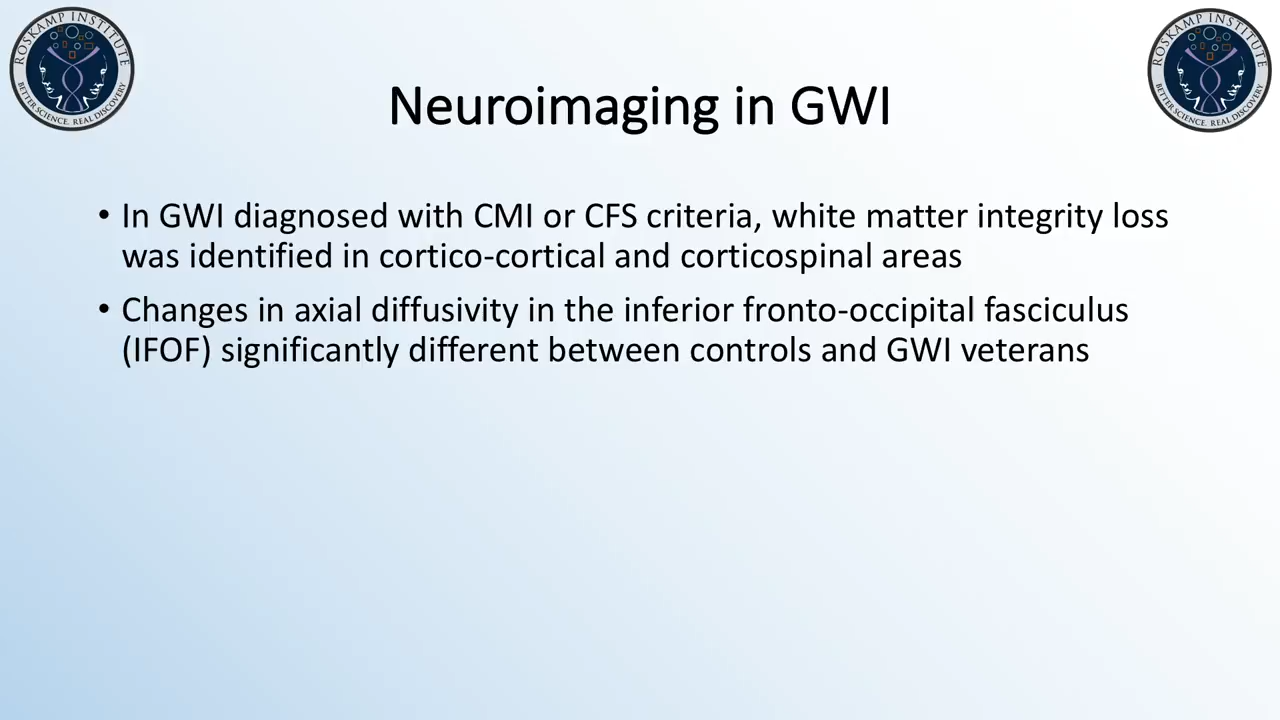 ROSKAMP INSTITUTE
BETTER SCIENCE. REAL DISCOVERY
ROSKAMP INSTITUTE
BETTER SCIENCE. REAL DISCOVERY
Neuroimaging in GWI
• In GWI diagnosed with CMI or CFS criteria, white matter integrity loss
was identified in cortico-cortical and corticospinal areas
• Changes in axial diffusivity in the inferior fronto-occipital fasciculus
(IFOF) significantly different between controls and GWI veterans